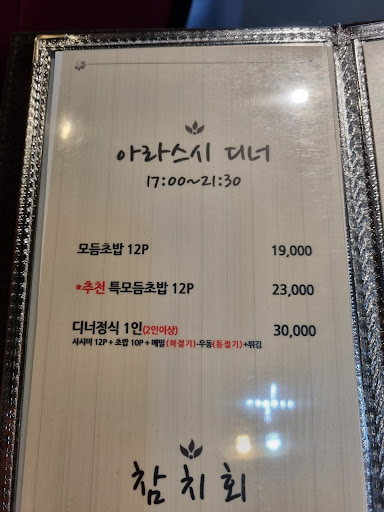 아라스시 디너
17:00~21:30
모듬초밥 12P 19,000
*추천 특모듬초밥 12P 23,000
디너정식 1인(2인이상) 30,000
사시미 12P + 초밥 10P + 메밀(하절기)-우동(동절기)+튀김
참치회